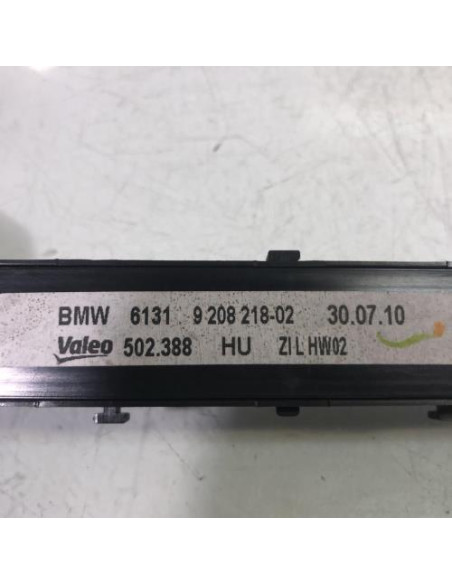 BMW 6131 9 208 218-02 30.07.10
Valeo 502.388 HU ZI L HW02